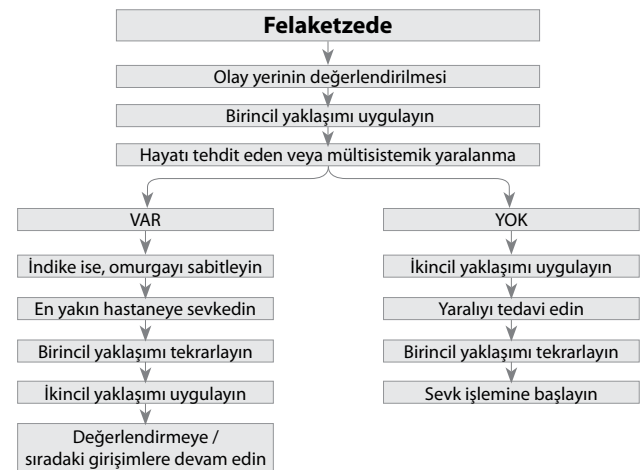 Felaketzede
Olay yerinin değerlendirilmesi
Birincil yaklaşımı uygulayın
Hayatı tehdit eden veya mültisistemik yaralanma
VAR
İndike ise, omurgayı sabitleyin
En yakın hastaneye sevkedin
Birincil yaklaşımı tekrarlayın
İkincil yaklaşımı uygulayın
Değerlendirmeye /
sıradaki girişimlere devam edin
YOK
İkincil yaklaşımı uygulayın
Yaralıyı tedavi edin
Birincil yaklaşımı tekrarlayın
Sevk işlemine başlayın